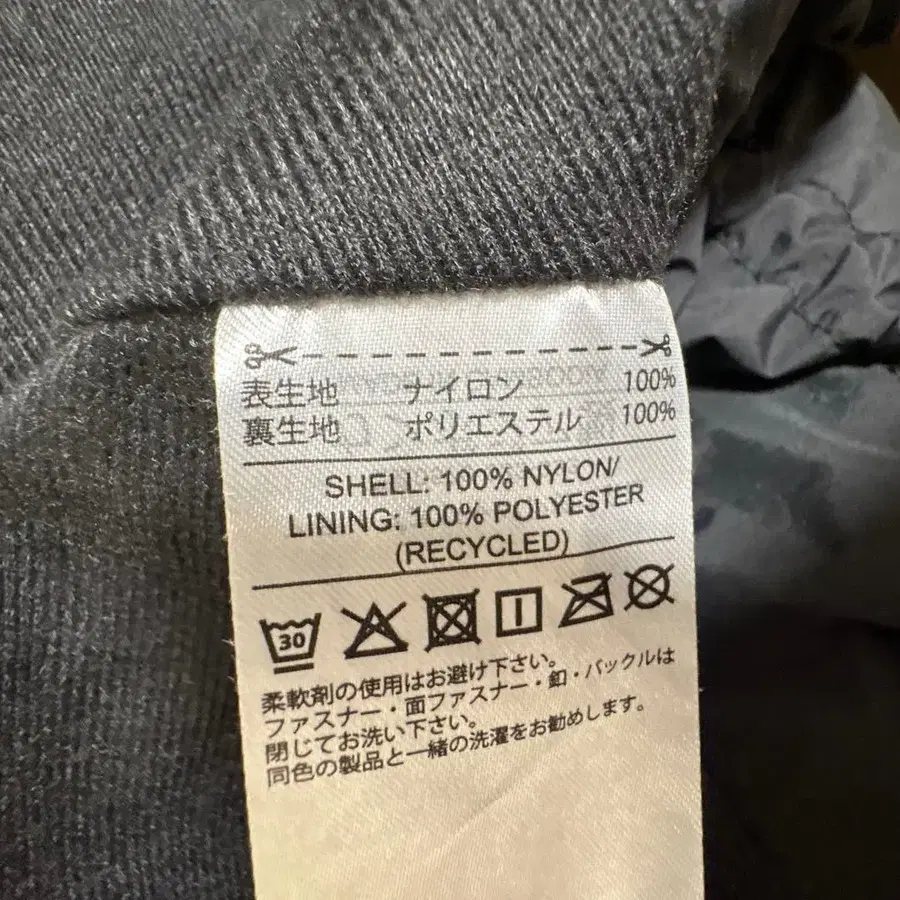 表生地 ナイロン 100%
裏生地 ポリエステル 100%
SHELL: 100% NYLON/
LINING: 100% POLYESTER
(RECYCLED)
30
柔軟剤の使用はお避け下さい。
ファスナー・面ファスナー・釦・バックルは
閉じてお洗い下さい。
同色の製品と一緒の洗濯をお勧めします。